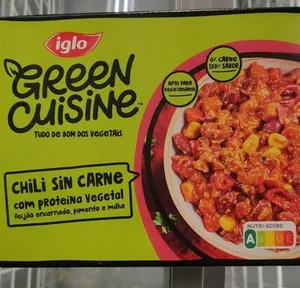 iglo
GREEN
CUISINE
TUDO DE BOM DOS VEGETAIS
0% CARNE
100% SABOR
APTO PARA
VEGETARIANOS
CHILI SIN CARNE
COM PROTEÍNA VEGETAL
feijão encarnado, pimento e milho
NUTRI-SCORE
A B C D E